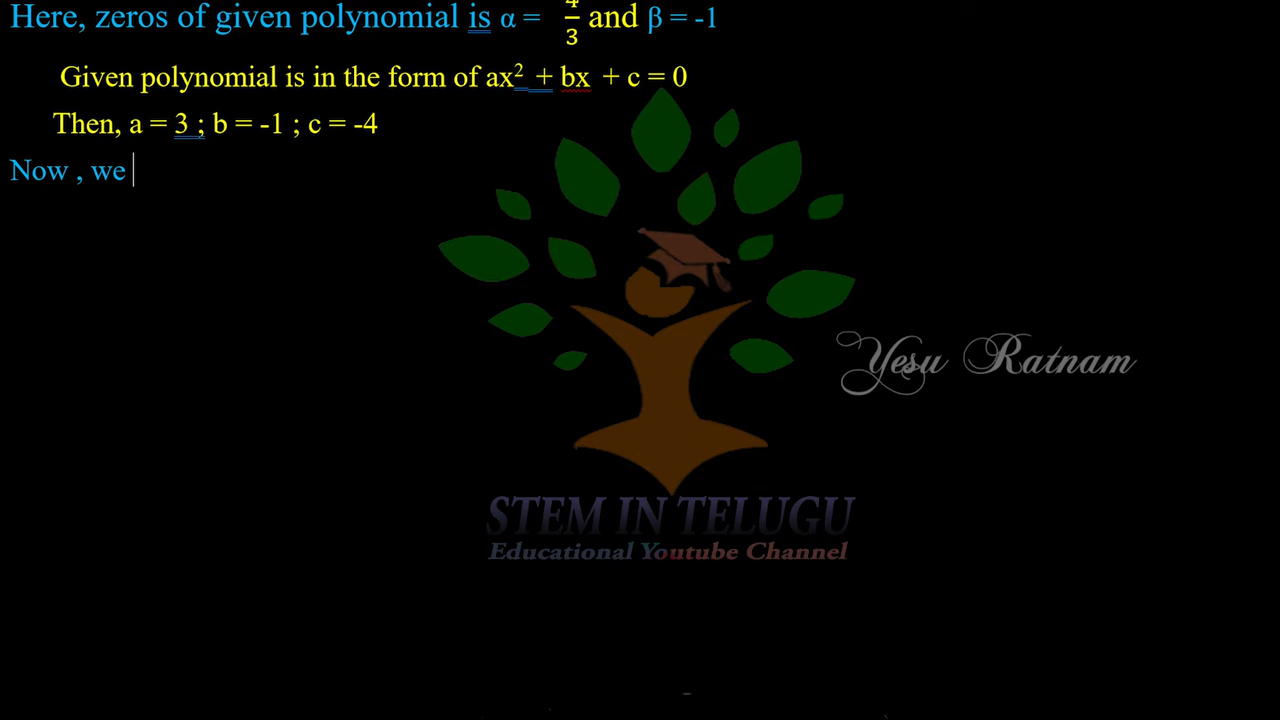 Here, zeros of given polynomial is α = 4/3 and β = -1
Given polynomial is in the form of ax² + bx + c = 0
Then, a = 3 ; b = -1 ; c = -4
Now , we
Yesu Ratnam
STEM IN TELUGU
Educational Youtube Channel